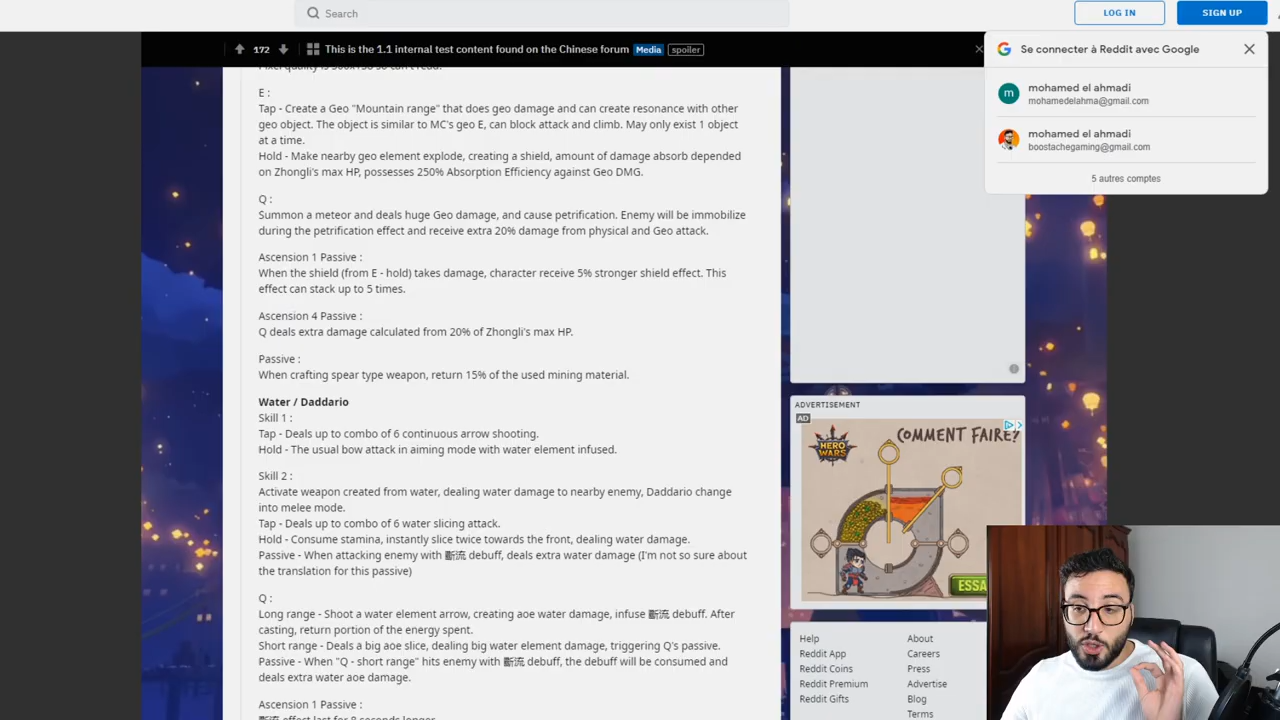 Search
LOG IN
SIGN UP
172
This is the 1.1 internal test content found on the Chinese forum Media spoiler
Se connecter à Reddit avec Google
m
mohamed el ahmadi
mohamedelahma@gmail.com
mohamed el ahmadi
boostachegaming@gmail.com
5 autres comptes
E :
Tap - Create a Geo "Mountain range" that does geo damage and can create resonance with other
geo object. The object is similar to MC's geo E, can block attack and climb. May only exist 1 object
at a time.
Hold - Make nearby geo element explode, creating a shield, amount of damage absorb depended
on Zhongli's max HP, possesses 250% Absorption Efficiency against Geo DMG.
Q :
Summon a meteor and deals huge Geo damage, and cause petrification. Enemy will be immobilize
during the petrification effect and receive extra 20% damage from physical and Geo attack.
Ascension 1 Passive :
When the shield (from E - hold) takes damage, character receive 5% stronger shield effect. This
effect can stack up to 5 times.
Ascension 4 Passive :
Q deals extra damage calculated from 20% of Zhongli's max HP.
Passive :
When crafting spear type weapon, return 15% of the used mining material.
Water / Daddario
Skill 1 :
Tap - Deals up to combo of 6 continuous arrow shooting.
Hold - The usual bow attack in aiming mode with water element infused.
Skill 2 :
Activate weapon created from water, dealing water damage to nearby enemy, Daddario change
into melee mode.
Tap - Deals up to combo of 6 water slicing attack.
Hold - Consume stamina, instantly slice twice towards the front, dealing water damage.
Passive - When attacking enemy with 斷流 debuff, deals extra water damage (I'm not so sure about
the translation for this passive)
Q :
Long range - Shoot a water element arrow, creating aoe water damage, infuse 斷流 debuff. After
casting, return portion of the energy spent.
Short range - Deals a big aoe slice, dealing big water element damage, triggering Q's passive.
Passive - When "Q - short range" hits enemy with 斷流 debuff, the debuff will be consumed and
deals extra water aoe damage.
Ascension 1 Passive :
斷流 effect last for 8 seconds longer
ADVERTISEMENT
AD
HERO
WARS
COMMENT FAIRE?
ESSA
Help
About
Reddit App
Careers
Reddit Coins
Press
Reddit Premium
Advertise
Reddit Gifts
Blog
Terms